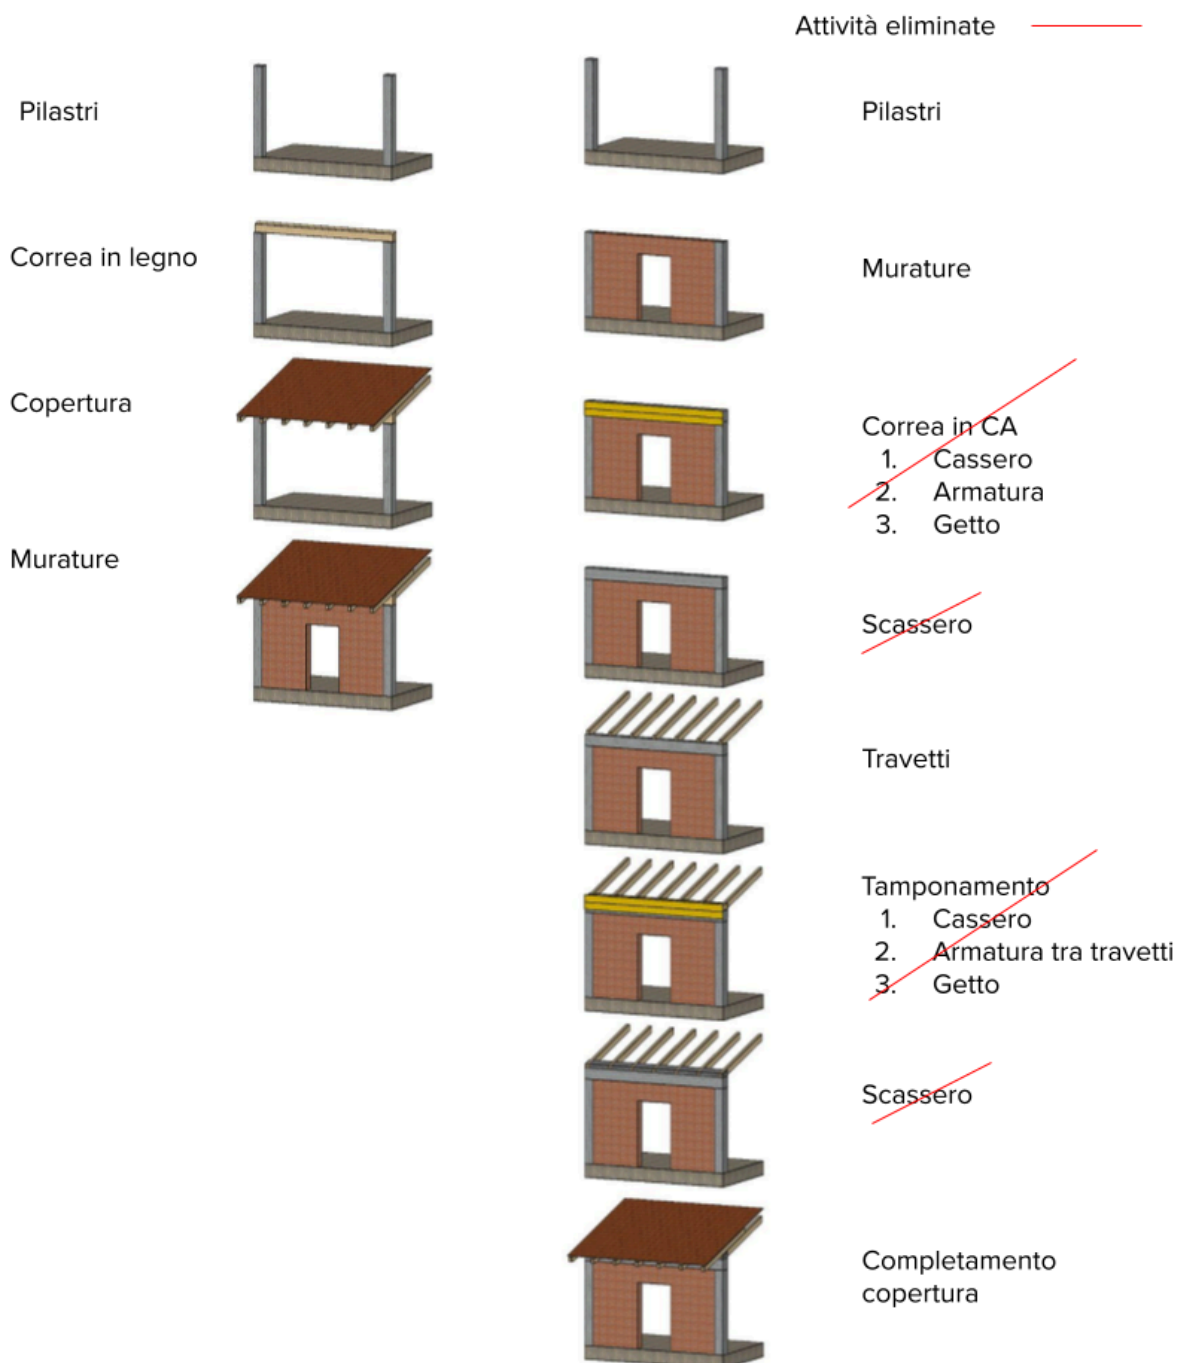 Attività eliminate
Pilastri
Correa in legno
Copertura
Murature
Pilastri
Murature
Correa in CA
1. Cassero
2. Armatura
3. Getto
Scassero
Travetti
Tamponamento
1. Cassero
2. Armatura tra travetti
3. Getto
Scassero
Completamento
copertura